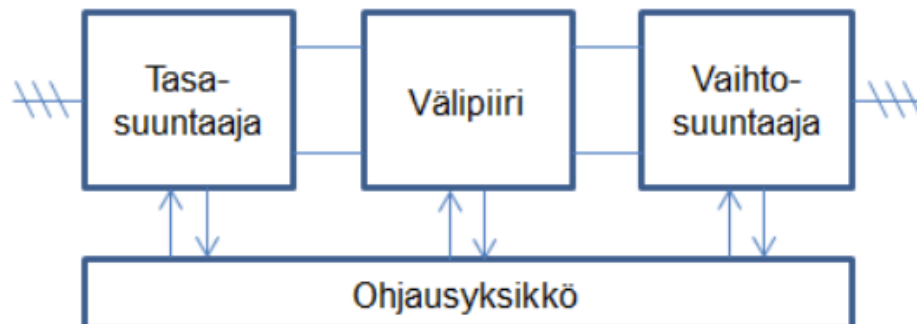 Tasa-
suuntaaja
Välipiiri
Vaihto-
suuntaaja
Ohjausyksikkö